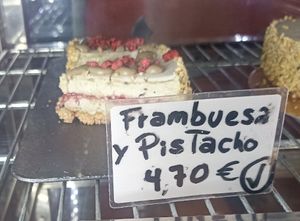 Frambuesa
y PisTacho
4,70 €